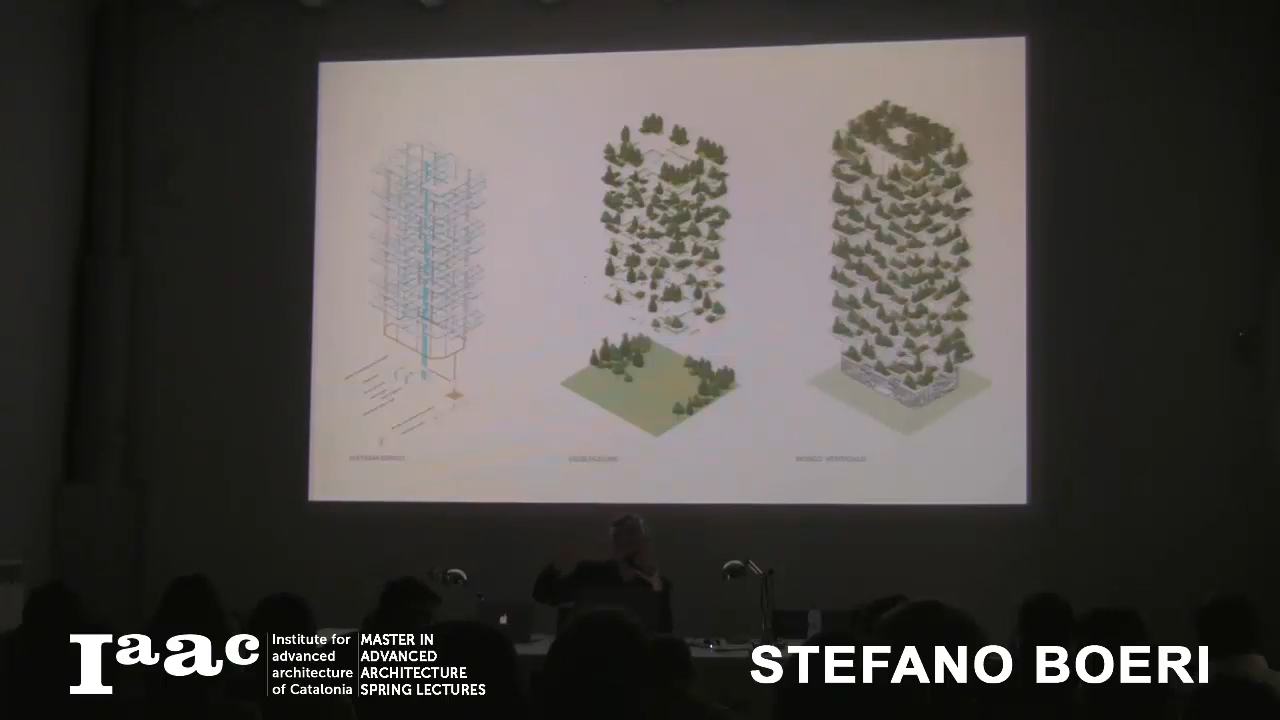 Iaac
Institute for
advanced
architecture
of Catalonia
MASTER IN
ADVANCED
ARCHITECTURE
SPRING LECTURES
STEFANO BOERI